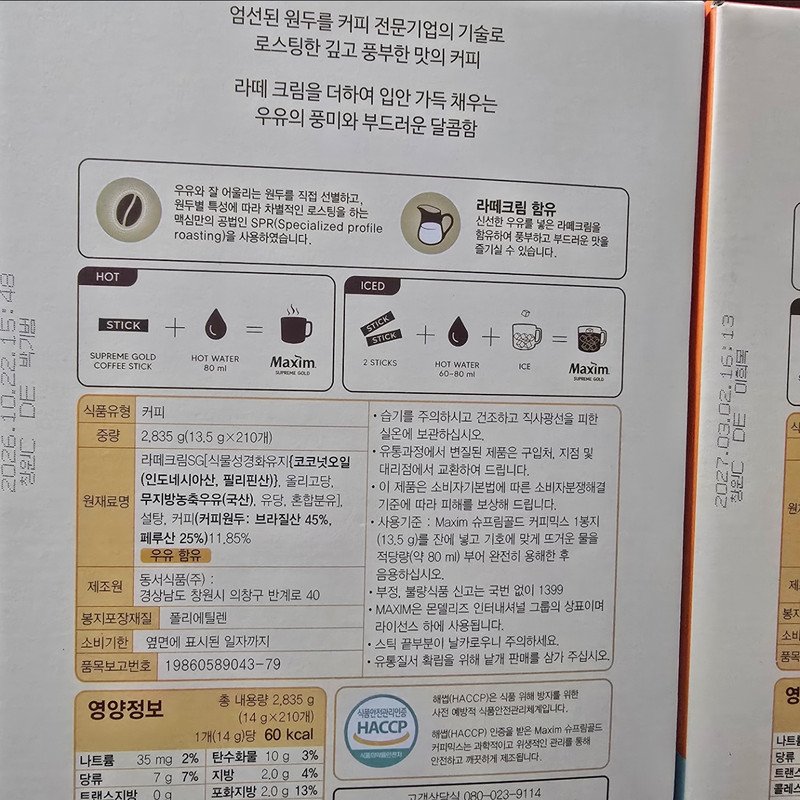 엄선된 원두를 커피 전문기업의 기술로
로스팅한 깊고 풍부한 맛의 커피
라떼 크림을 더하여 입안 가득 채우는
우유의 풍미와 부드러운 달콤함
우유와 잘 어울리는 원두를 직접 선별하고,
원두별 특성에 따라 차별적인 로스팅을 하는
맥심만의 공법인 SPR(Specialized profile
roasting)을 사용하였습니다.
라떼크림 함유
신선한 우유를 넣은 라떼크림을
함유하여 풍부하고 부드러운 맛을
즐기실 수 있습니다.
HOT
STICK + =
SUPREME GOLD
COFFEE STICK
HOT WATER
80 ml
Maxim
SUPREME GOLD
ICED
STICK
STICK
+ + =
2 STICKS
HOT WATER
60-80 ml
ICE
Maxim
SUPREME GOLD
식품유형 커피
중량 2,835 g(13.5 g×210개)
원재료명
라떼크림SG[식물성경화유지{코코넛오일
(인도네시아산, 필리핀산)}, 올리고당,
무지방농축우유(국산), 유당, 혼합분유],
설탕, 커피(커피원두: 브라질산 45%,
페루산 25%)11.85%
우유 함유
제조원
동서식품(주) :
경상남도 창원시 의창구 반계로 40
봉지포장재질 폴리에틸렌
소비기한 옆면에 표시된 일자까지
품목보고번호 19860589043-79
• 습기를 주의하시고 건조하고 직사광선을 피한
실온에 보관하십시오.
• 유통과정에서 변질된 제품은 구입처, 지점 및
대리점에서 교환하여 드립니다.
• 이 제품은 소비자기본법에 따른 소비자분쟁해결
기준에 따라 피해를 보상해 드립니다.
• 사용기준 : Maxim 슈프림골드 커피믹스 1봉지
(13.5 g)를 잔에 넣고 기호에 맞게 뜨거운 물을
적당량(약 80 ml) 부어 완전히 용해한 후
음용하십시오.
• 부정, 불량식품 신고는 국번 없이 1399
• MAXIM은 몬델리즈 인터내셔널 그룹의 상표이며
라이선스 하에 사용됩니다.
• 스틱 끝부분이 날카로우니 주의하세요.
• 유통질서 확립을 위해 낱개 판매를 삼가 주십시오.
영양정보
총 내용량 2,835 g
(14 g×210개)
1개(14 g)당 60 kcal
나트륨 35 mg 2% 탄수화물 10 g 3%
당류 7 g 7% 지방 2.0 g 4%
트랜스지방 0 g 포화지방 2.0 g 13%
식품안전관리인증
HACCP
식품의약품안전처
해썹(HACCP)은 식품 위해 방지를 위한
사전 예방적 식품안전관리체계입니다.
해썹(HACCP) 인증을 받은 Maxim 슈프림골드
커피믹스는 과학적이고 위생적인 관리를 통해
안전하고 깨끗하게 제조됩니다.
고객상담실 080-023-9114
2026.10.22.15:48
창원C DE
2027.03.02.16:13
창원C DE
나트륨
당류
트랜스
콜레스